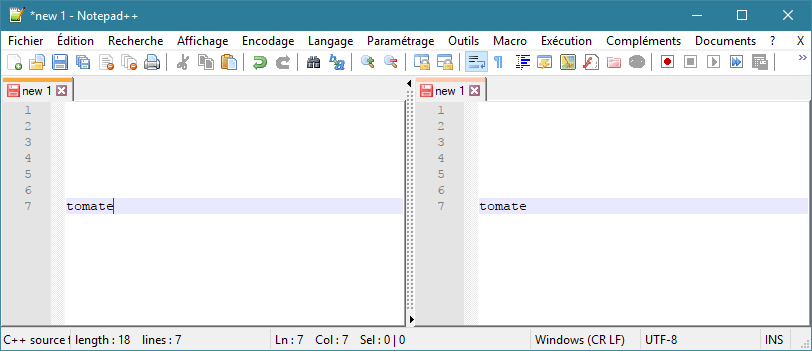 *new 1 - Notepad++
Fichier Édition Recherche Affichage Encodage Langage Paramétrage Outils Macro Exécution Compléments Documents ? X
new 1
1
2
3
4
5
6
7 tomate
new 1
1
2
3
4
5
6
7 tomate
C++ source f length : 18 lines : 7 Ln : 7 Col : 7 Sel : 0 | 0 Windows (CR LF) UTF-8 INS